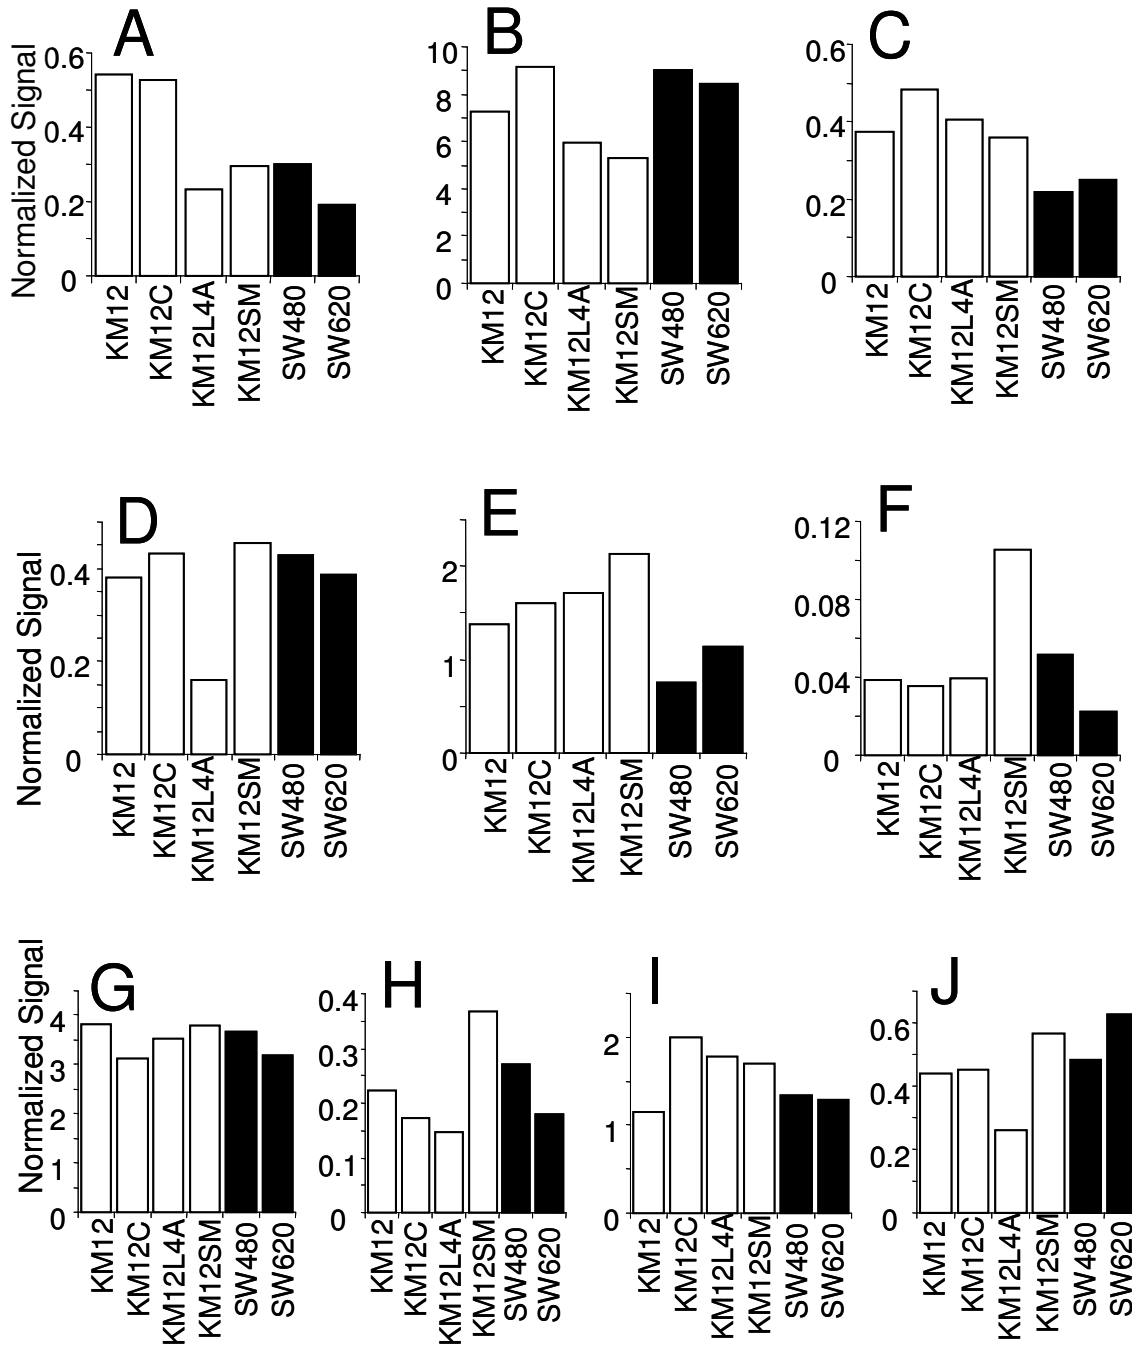 A
Normalized Signal
0.6
0.4
0.2
0
KM12
KM12C
KM12L4A
KM12SM
SW480
SW620
B
10
8
6
4
2
0
KM12
KM12C
KM12L4A
KM12SM
SW480
SW620
C
0.6
0.4
0.2
0
KM12
KM12C
KM12L4A
KM12SM
SW480
SW620
D
Normalized Signal
0.4
0.2
0
KM12
KM12C
KM12L4A
KM12SM
SW480
SW620
E
2
1
0
KM12
KM12C
KM12L4A
KM12SM
SW480
SW620
F
0.12
0.08
0.04
0
KM12
KM12C
KM12L4A
KM12SM
SW480
SW620
G
Normalized Signal
4
3
2
1
0
KM12
KM12C
KM12L4A
KM12SM
SW480
SW620
H
0.4
0.3
0.2
0.1
0
KM12
KM12C
KM12L4A
KM12SM
SW480
SW620
I
2
1
0
KM12
KM12C
KM12L4A
KM12SM
SW480
SW620
J
0.6
0.4
0.2
0
KM12
KM12C
KM12L4A
KM12SM
SW480
SW620